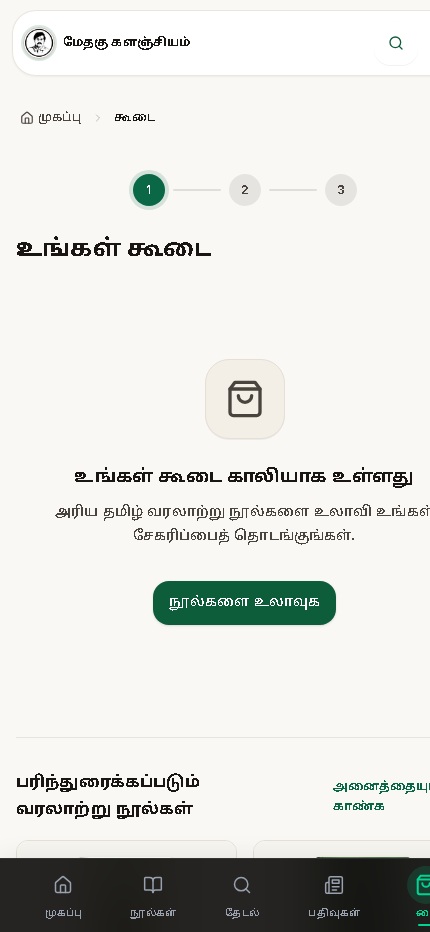 மேதகு களஞ்சியம்
முகப்பு > கூடை
1 2 3
உங்கள் கூடை
உங்கள் கூடை காலியாக உள்ளது
அரிய தமிழ் வரலாற்று நூல்களை உலாவி உங்கள்
சேகரிப்பைத் தொடங்குங்கள்.
நூல்களை உலாவுக
பரிந்துரைக்கப்படும்
வரலாற்று நூல்கள்
காண்க
முகப்பு நூல்கள் தேடல் பதிவுகள்